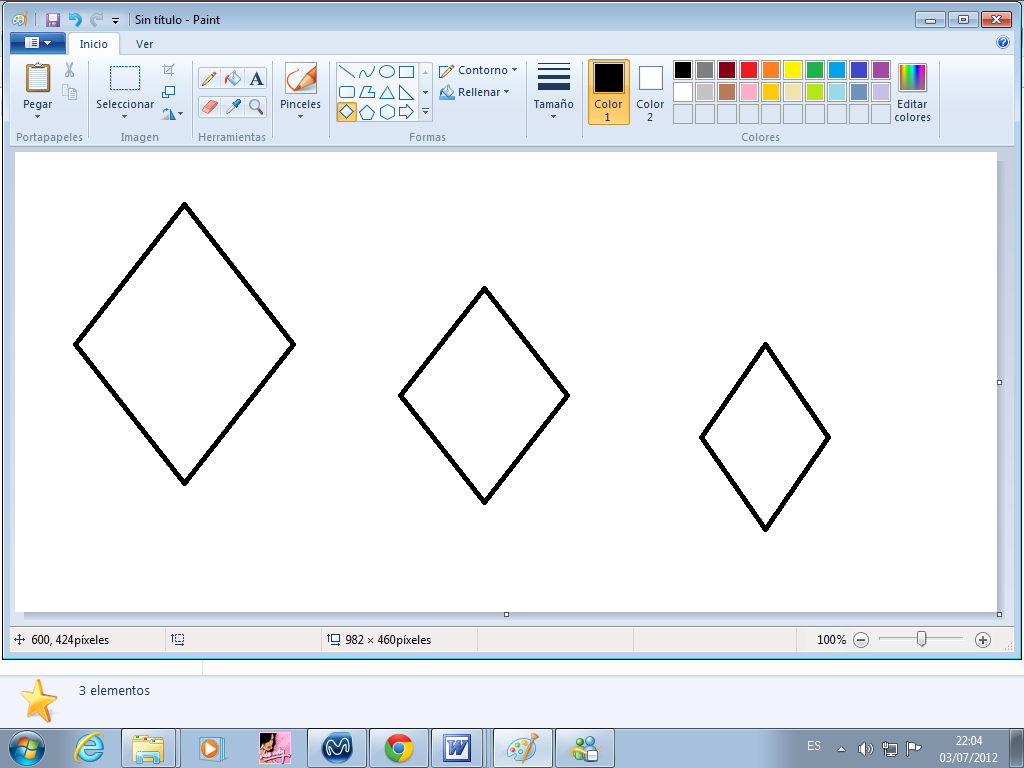 Sin título - Paint
Inicio
Ver
Pegar
Seleccionar
A
Pinceles
Contorno
Rellenar
Tamaño
Color 1
Color 2
Editar colores
Portapapeles
Imagen
Herramientas
Formas
Colores
600, 424píxeles
982 × 460píxeles
100%
3 elementos
W
ES
22:04
03/07/2012